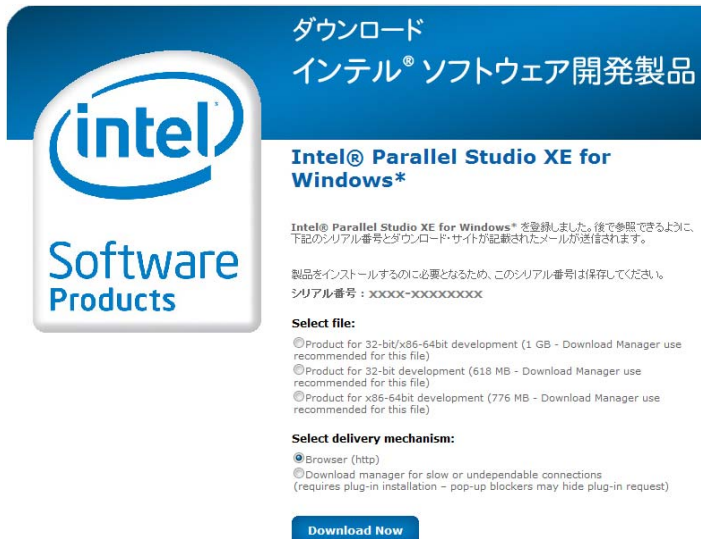 ダウンロード
インテル® ソフトウェア開発製品
intel
Software
Products
Intel® Parallel Studio XE for
Windows*
Intel® Parallel Studio XE for Windows* を登録しました。後で参照できるように、
下記のシリアル番号とダウンロード・サイトが記載されたメールが送信されます。
製品をインストールするのに必要となるため、このシリアル番号は保存してください。
シリアル番号 : XXXX-XXXXXXXX
Select file:
Product for 32-bit/x86-64bit development (1 GB - Download Manager use
recommended for this file)
Product for 32-bit development (618 MB - Download Manager use
recommended for this file)
Product for x86-64bit development (776 MB - Download Manager use
recommended for this file)
Select delivery mechanism:
Browser (http)
Download manager for slow or undependable connections
(requires plug-in installation – pop-up blockers may hide plug-in request)
Download Now